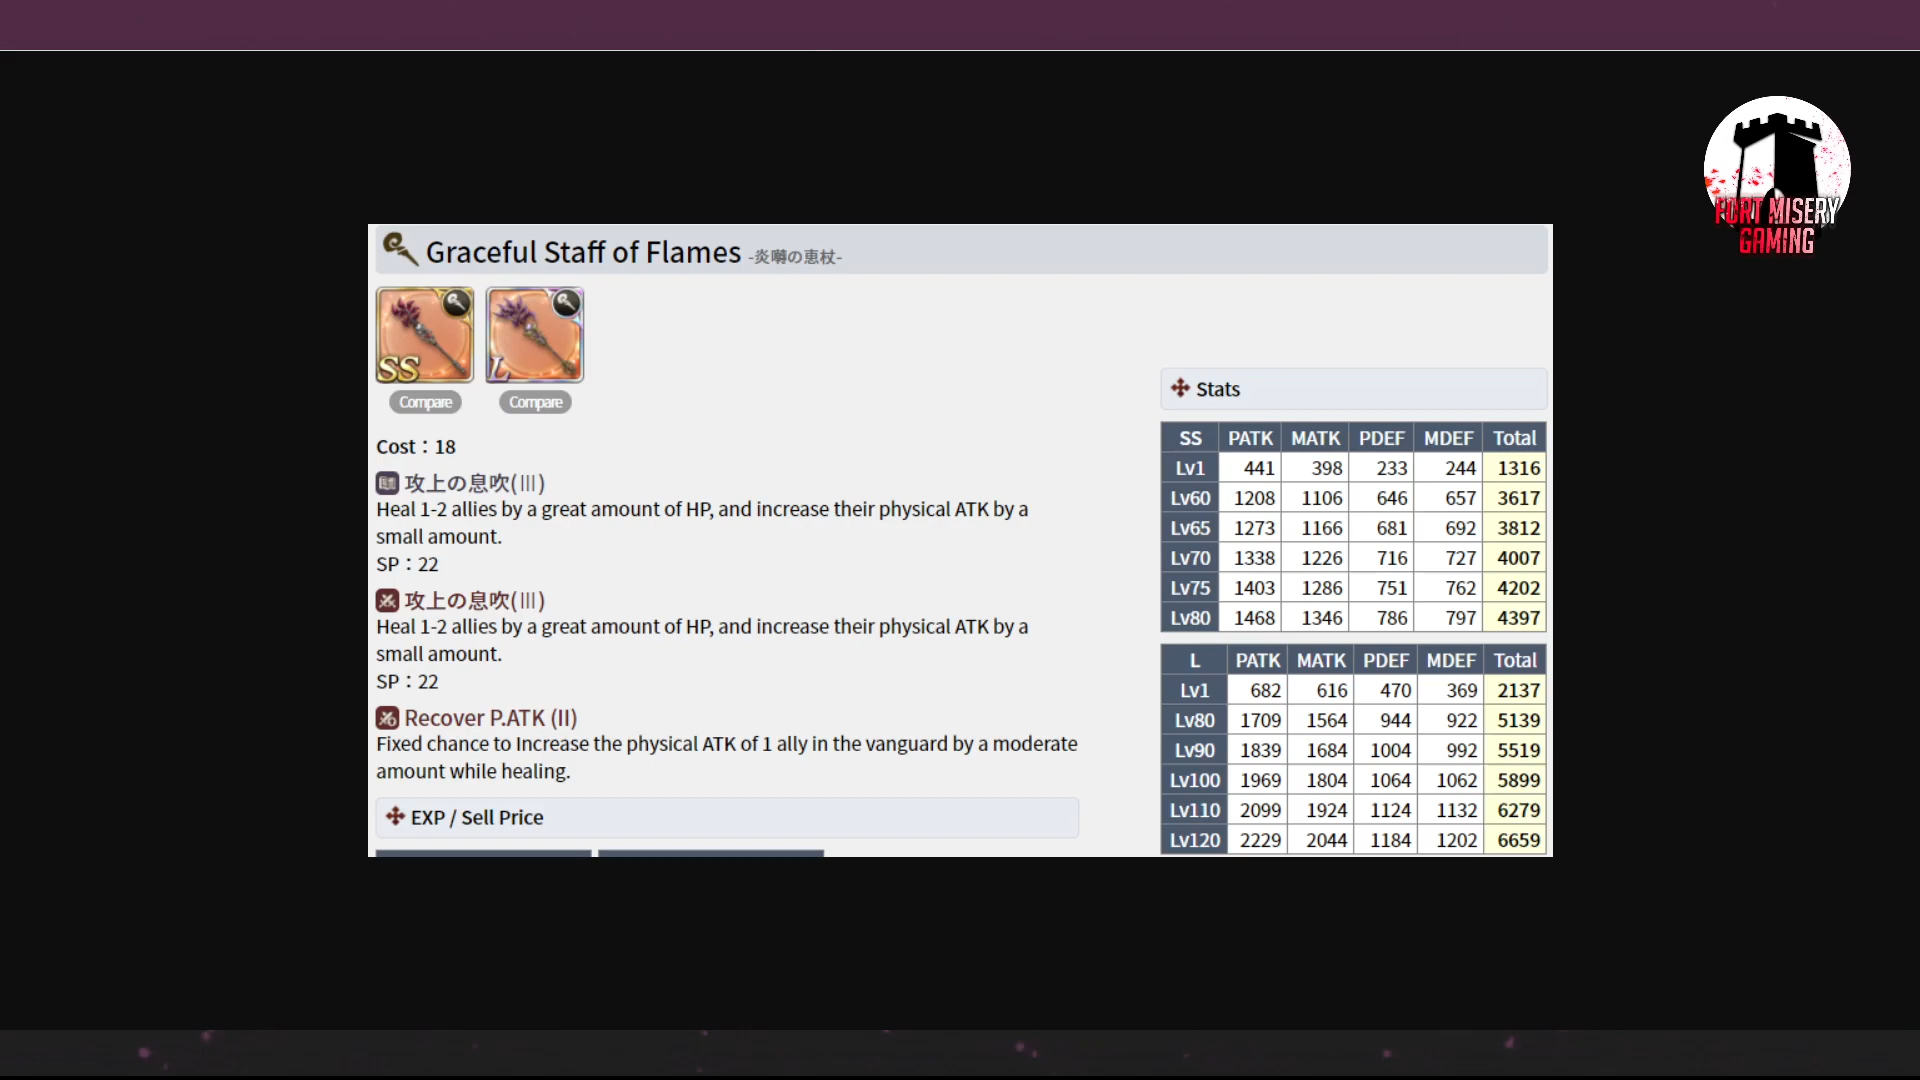 FORT MISERY
GAMING
Graceful Staff of Flames -炎囀の恵杖-
SS
L
Compare
Compare
Cost：18
攻上の息吹(Ⅲ)
Heal 1-2 allies by a great amount of HP, and increase their physical ATK by a
small amount.
SP：22
攻上の息吹(Ⅲ)
Heal 1-2 allies by a great amount of HP, and increase their physical ATK by a
small amount.
SP：22
Recover P.ATK (II)
Fixed chance to Increase the physical ATK of 1 ally in the vanguard by a moderate
amount while healing.
EXP / Sell Price
Stats
SS PATK MATK PDEF MDEF Total
Lv1 441 398 233 244 1316
Lv60 1208 1106 646 657 3617
Lv65 1273 1166 681 692 3812
Lv70 1338 1226 716 727 4007
Lv75 1403 1286 751 762 4202
Lv80 1468 1346 786 797 4397
L PATK MATK PDEF MDEF Total
Lv1 682 616 470 369 2137
Lv80 1709 1564 944 922 5139
Lv90 1839 1684 1004 992 5519
Lv100 1969 1804 1064 1062 5899
Lv110 2099 1924 1124 1132 6279
Lv120 2229 2044 1184 1202 6659